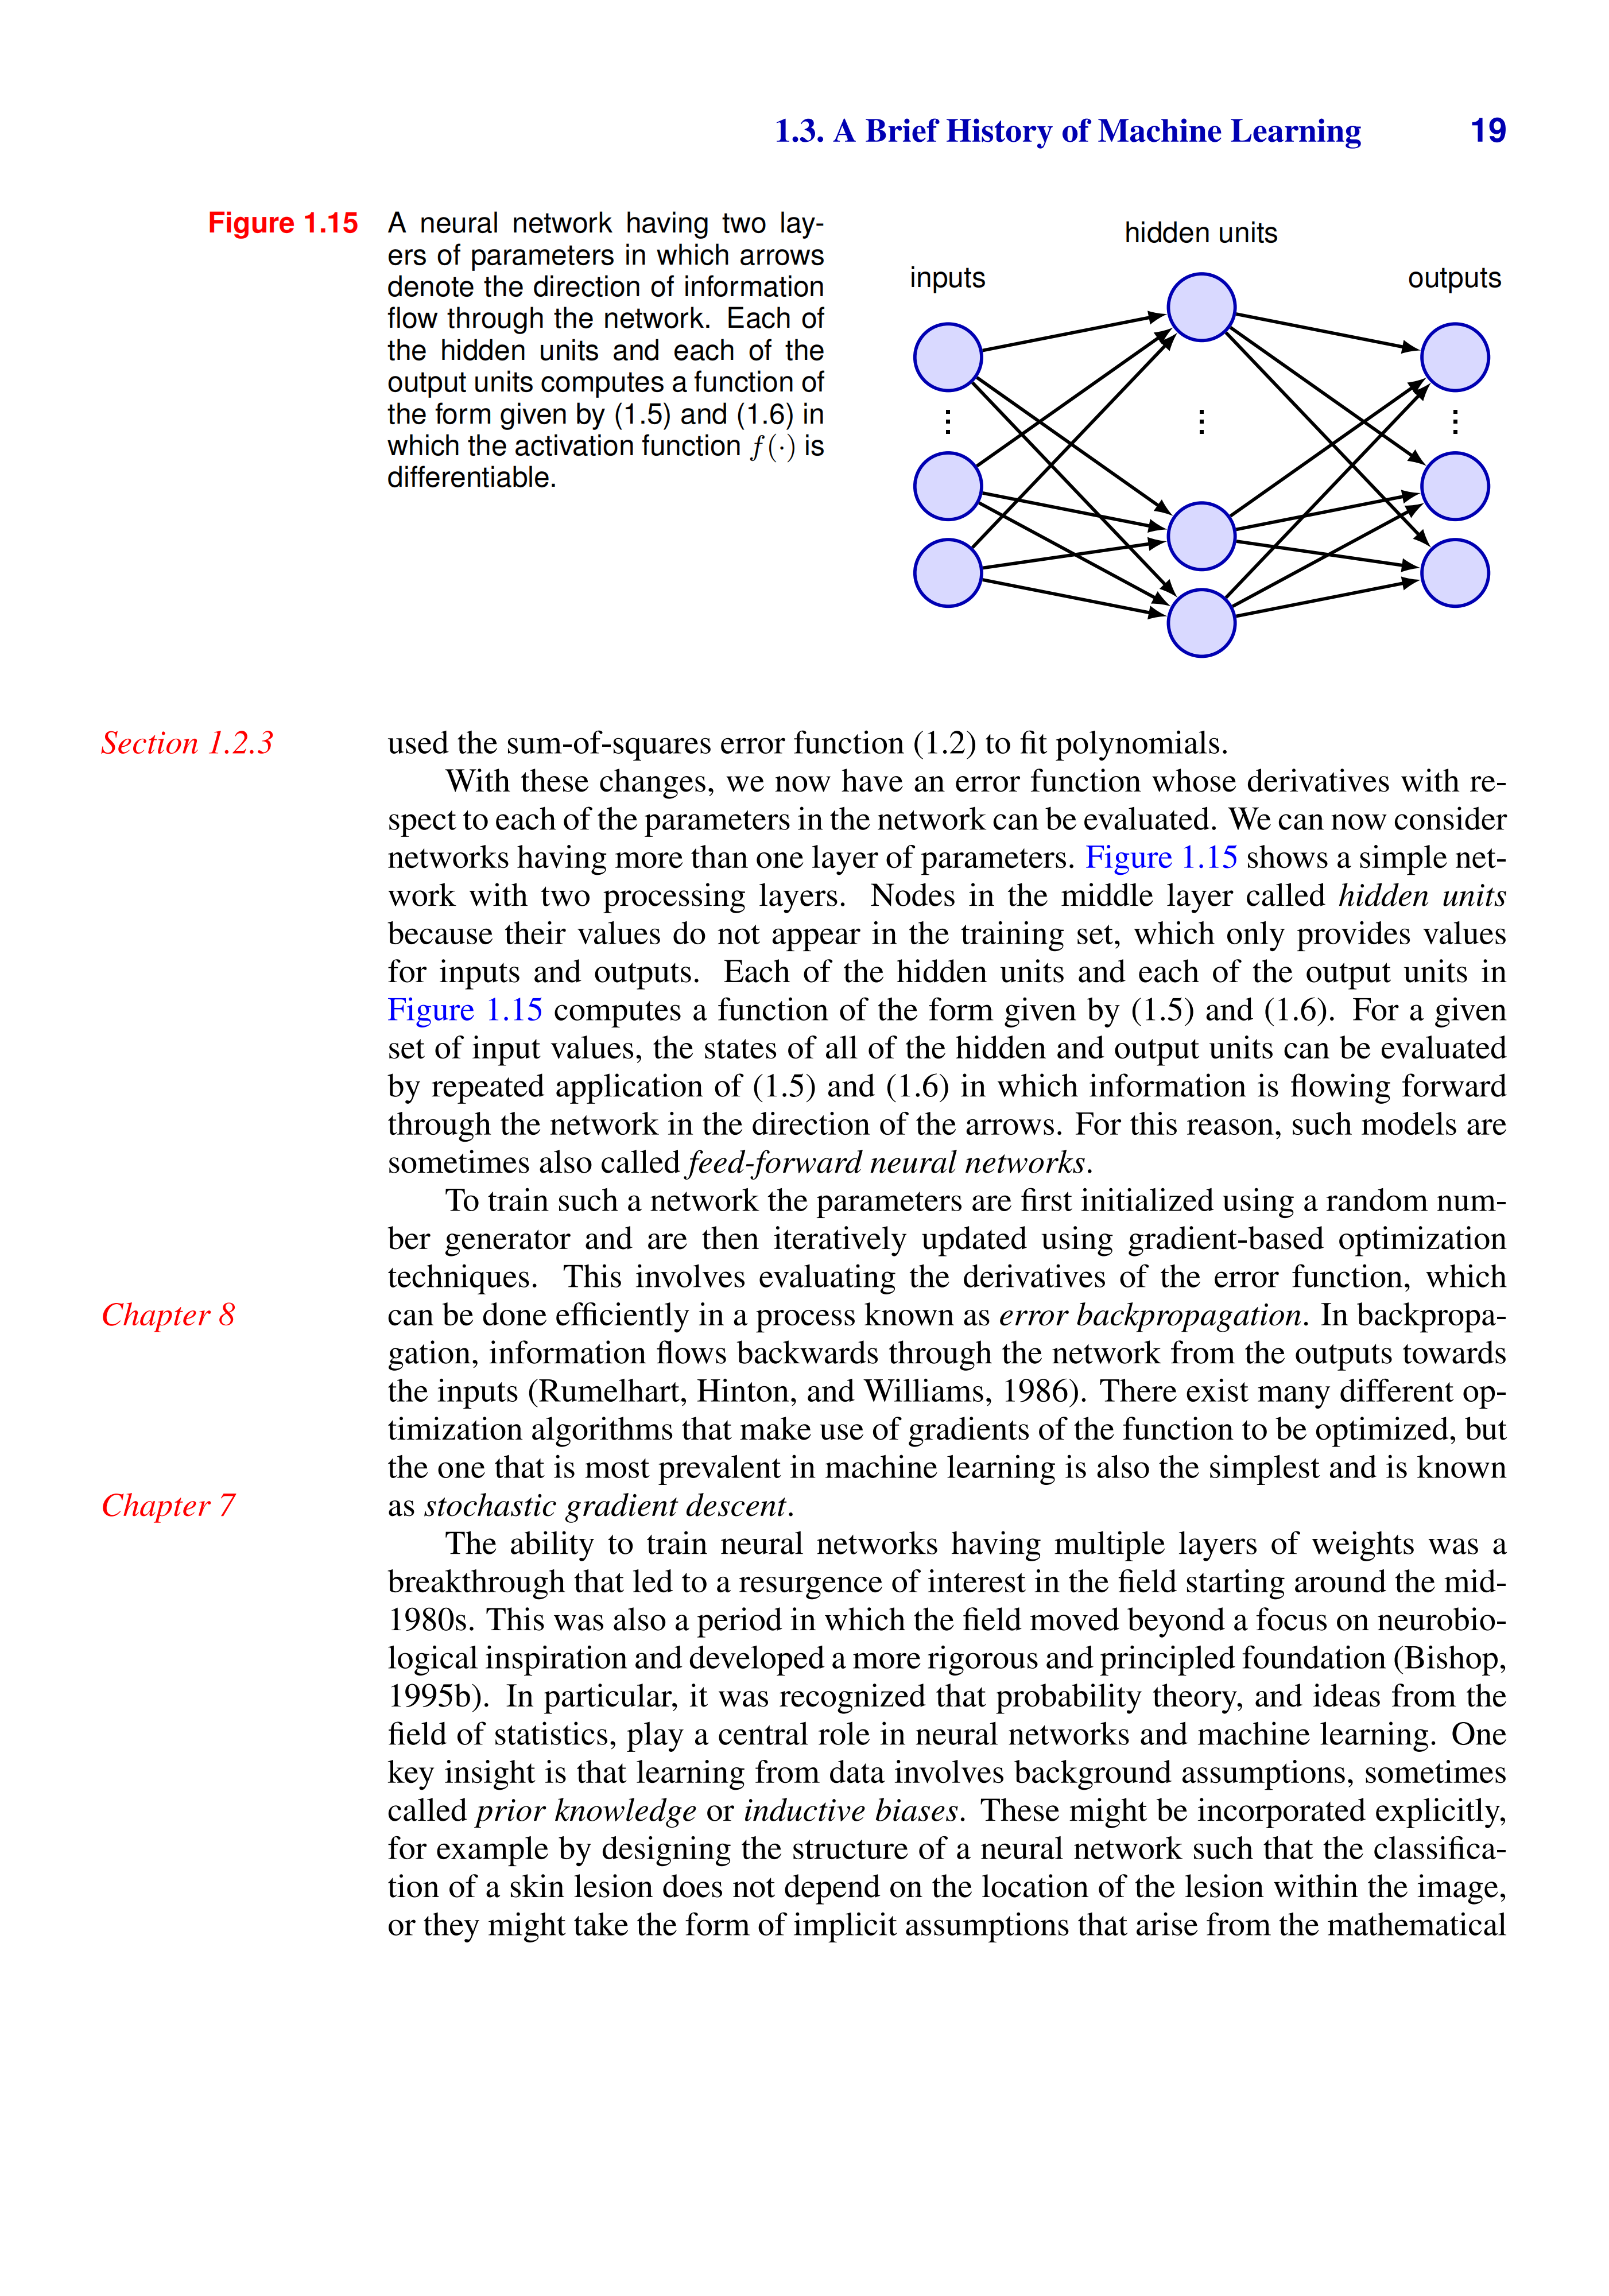 1.3. A Brief History of Machine Learning 19
Figure 1.15 A neural network having two lay-
ers of parameters in which arrows
denote the direction of information
flow through the network. Each of
the hidden units and each of the
output units computes a function of
the form given by (1.5) and (1.6) in
which the activation function f(·) is
differentiable.
hidden units
inputs
outputs
⋮ ⋮ ⋮
Section 1.2.3 used the sum-of-squares error function (1.2) to fit polynomials.
With these changes, we now have an error function whose derivatives with re-
spect to each of the parameters in the network can be evaluated. We can now consider
networks having more than one layer of parameters. Figure 1.15 shows a simple net-
work with two processing layers. Nodes in the middle layer called hidden units
because their values do not appear in the training set, which only provides values
for inputs and outputs. Each of the hidden units and each of the output units in
Figure 1.15 computes a function of the form given by (1.5) and (1.6). For a given
set of input values, the states of all of the hidden and output units can be evaluated
by repeated application of (1.5) and (1.6) in which information is flowing forward
through the network in the direction of the arrows. For this reason, such models are
sometimes also called feed-forward neural networks.
To train such a network the parameters are first initialized using a random num-
ber generator and are then iteratively updated using gradient-based optimization
techniques. This involves evaluating the derivatives of the error function, which
Chapter 8 can be done efficiently in a process known as error backpropagation. In backpropa-
gation, information flows backwards through the network from the outputs towards
the inputs (Rumelhart, Hinton, and Williams, 1986). There exist many different op-
timization algorithms that make use of gradients of the function to be optimized, but
the one that is most prevalent in machine learning is also the simplest and is known
Chapter 7 as stochastic gradient descent.
The ability to train neural networks having multiple layers of weights was a
breakthrough that led to a resurgence of interest in the field starting around the mid-
1980s. This was also a period in which the field moved beyond a focus on neurobio-
logical inspiration and developed a more rigorous and principled foundation (Bishop,
1995b). In particular, it was recognized that probability theory, and ideas from the
field of statistics, play a central role in neural networks and machine learning. One
key insight is that learning from data involves background assumptions, sometimes
called prior knowledge or inductive biases. These might be incorporated explicitly,
for example by designing the structure of a neural network such that the classifica-
tion of a skin lesion does not depend on the location of the lesion within the image,
or they might take the form of implicit assumptions that arise from the mathematical